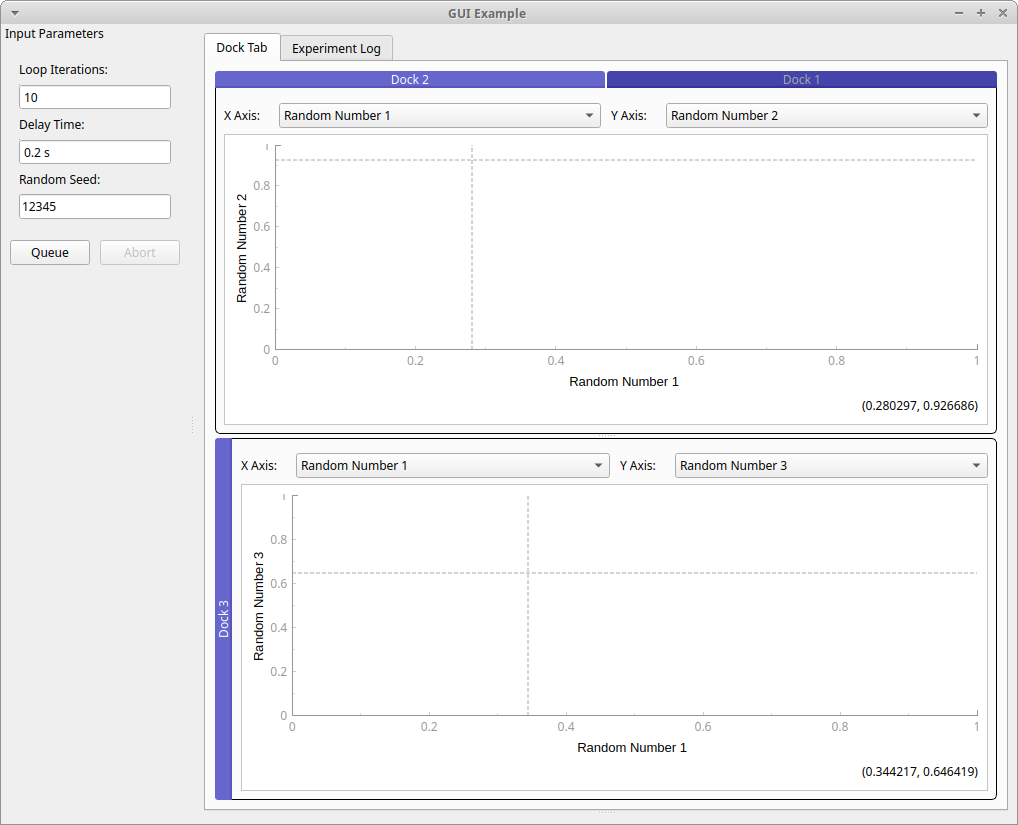 GUI Example
Input Parameters
Loop Iterations:
10
Delay Time:
0.2 s
Random Seed:
12345
Queue Abort
Dock Tab Experiment Log
Dock 2 Dock 1
X Axis: Random Number 1 Y Axis: Random Number 2
1
0.8
0.6
0.4
0.2
0
Random Number 2
0 0.2 0.4 0.6 0.8 1
Random Number 1
(0.280297, 0.926686)
Dock 3
X Axis: Random Number 1 Y Axis: Random Number 3
1
0.8
0.6
0.4
0.2
0
Random Number 3
0 0.2 0.4 0.6 0.8 1
Random Number 1
(0.344217, 0.646419)